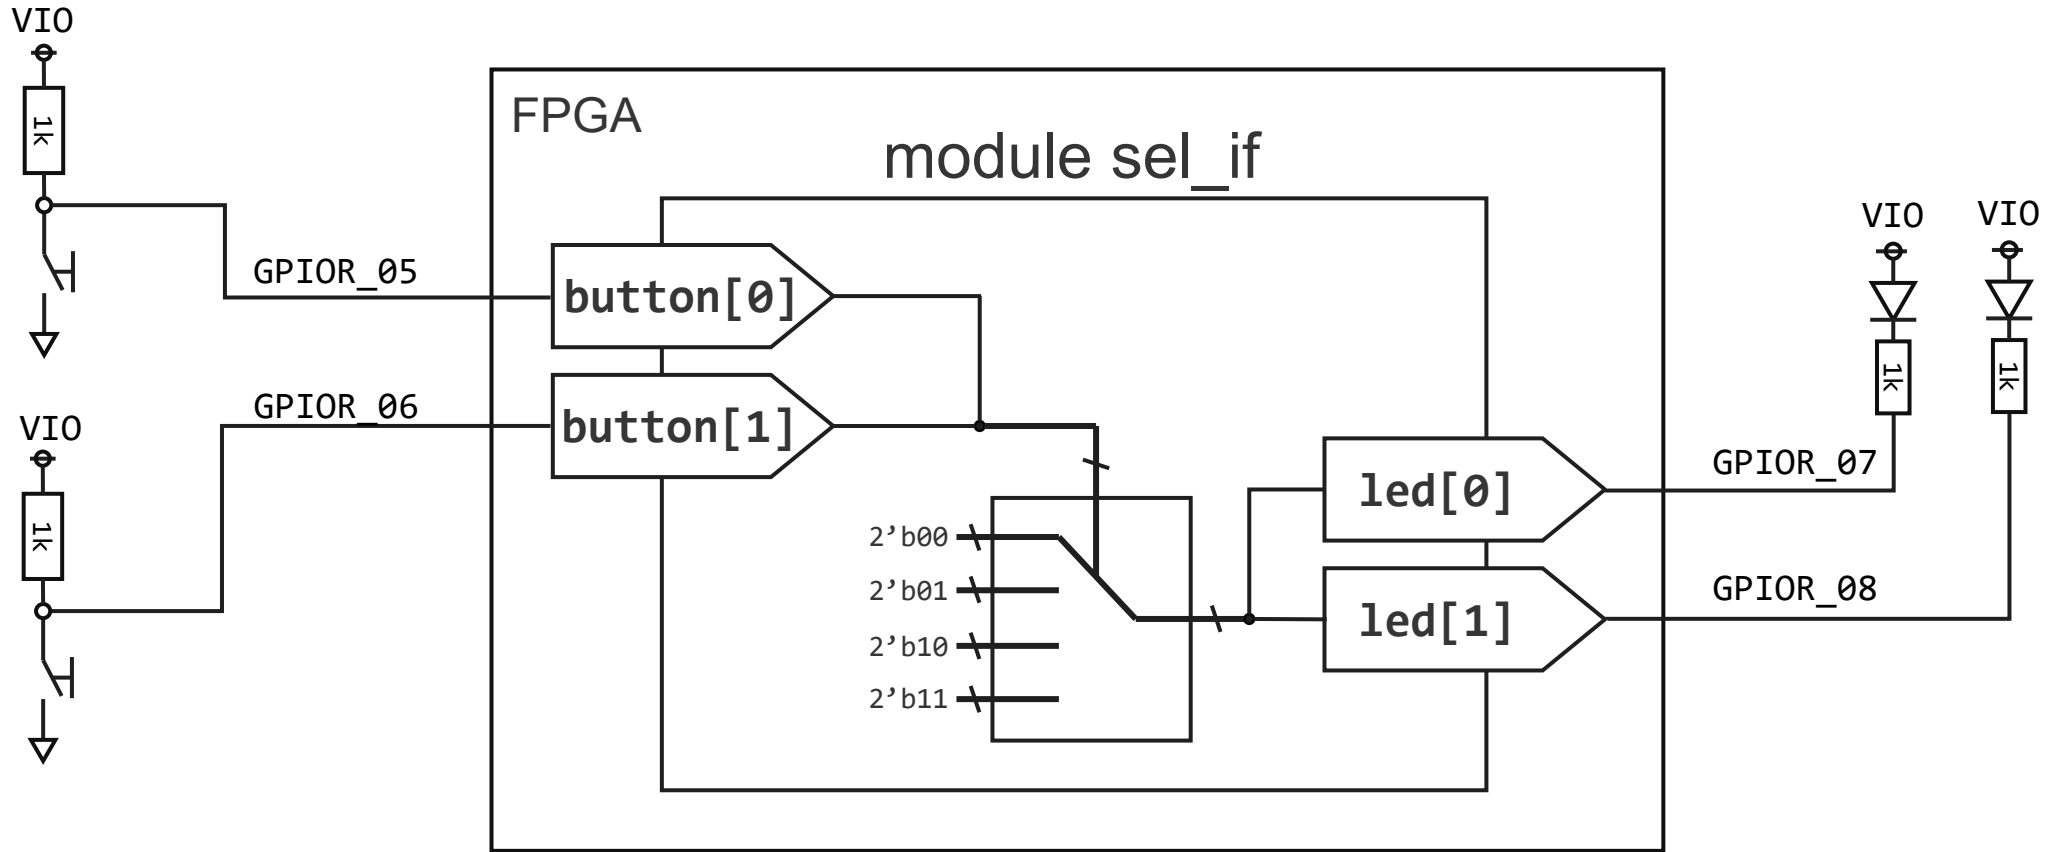 VIO
1k
FPGA
module sel_if
GPIOR_05
button[0]
VIO
1k
GPIOR_06
button[1]
2’b00
2’b01
2’b10
2’b11
led[0]
led[1]
VIO
VIO
1k
1k
GPIOR_07
GPIOR_08